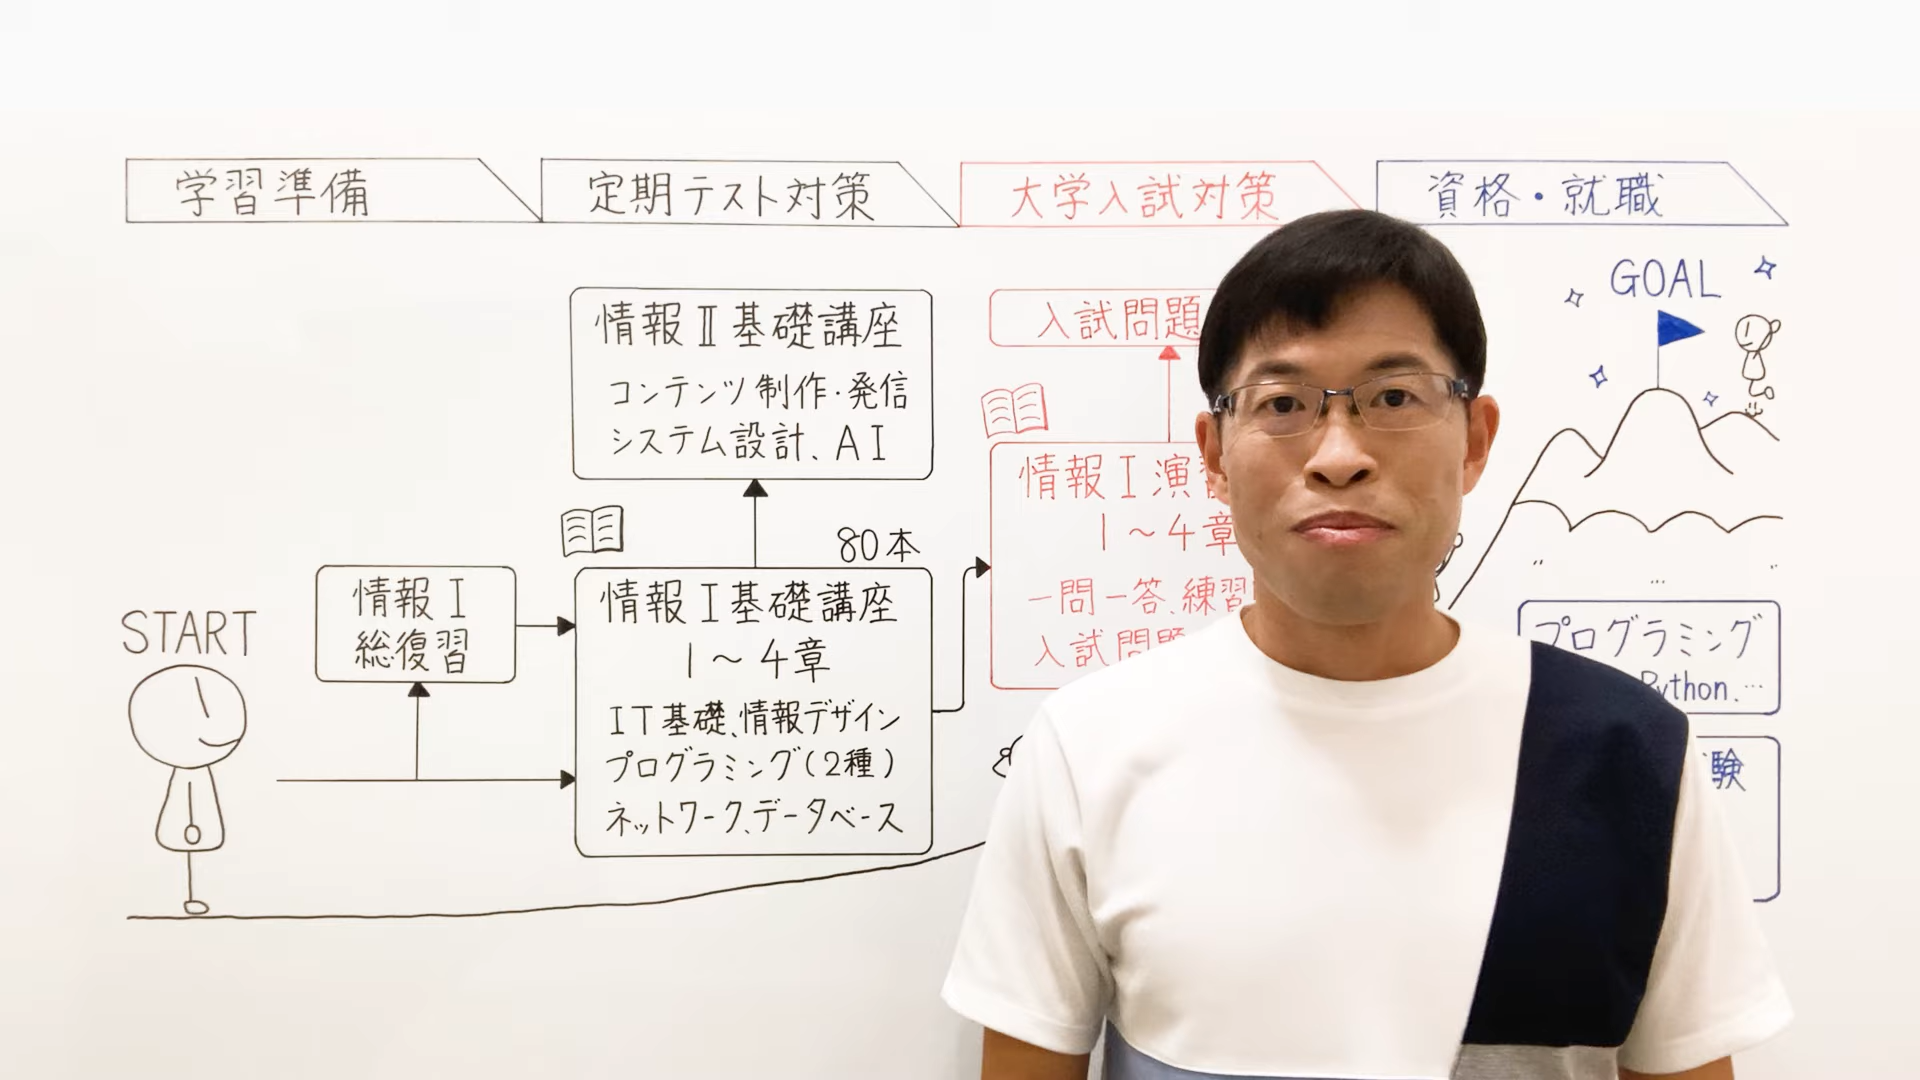 学習準備
定期テスト対策
大学入試対策
資格・就職
START
情報Ⅰ
総復習
情報Ⅱ基礎講座
コンテンツ制作・発信
システム設計、AI
80本
情報Ⅰ基礎講座
1～4章
IT基礎、情報デザイン
プログラミング(2種)
ネットワーク、データベース
入試問題
情報Ⅰ演
1～4章
一問一答、練習
入試問題
GOAL
プログラミング
Python、…
験